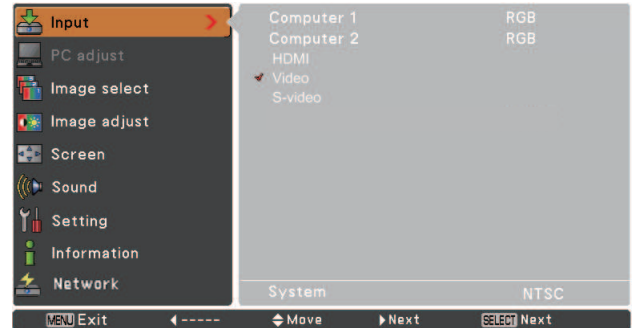 Input
PC adjust
Image select
Image adjust
Screen
Sound
Setting
Information
Network
Computer 1 RGB
Computer 2 RGB
HDMI
Video
S-video
System NTSC
MENU Exit ----- Move Next SELECT Next